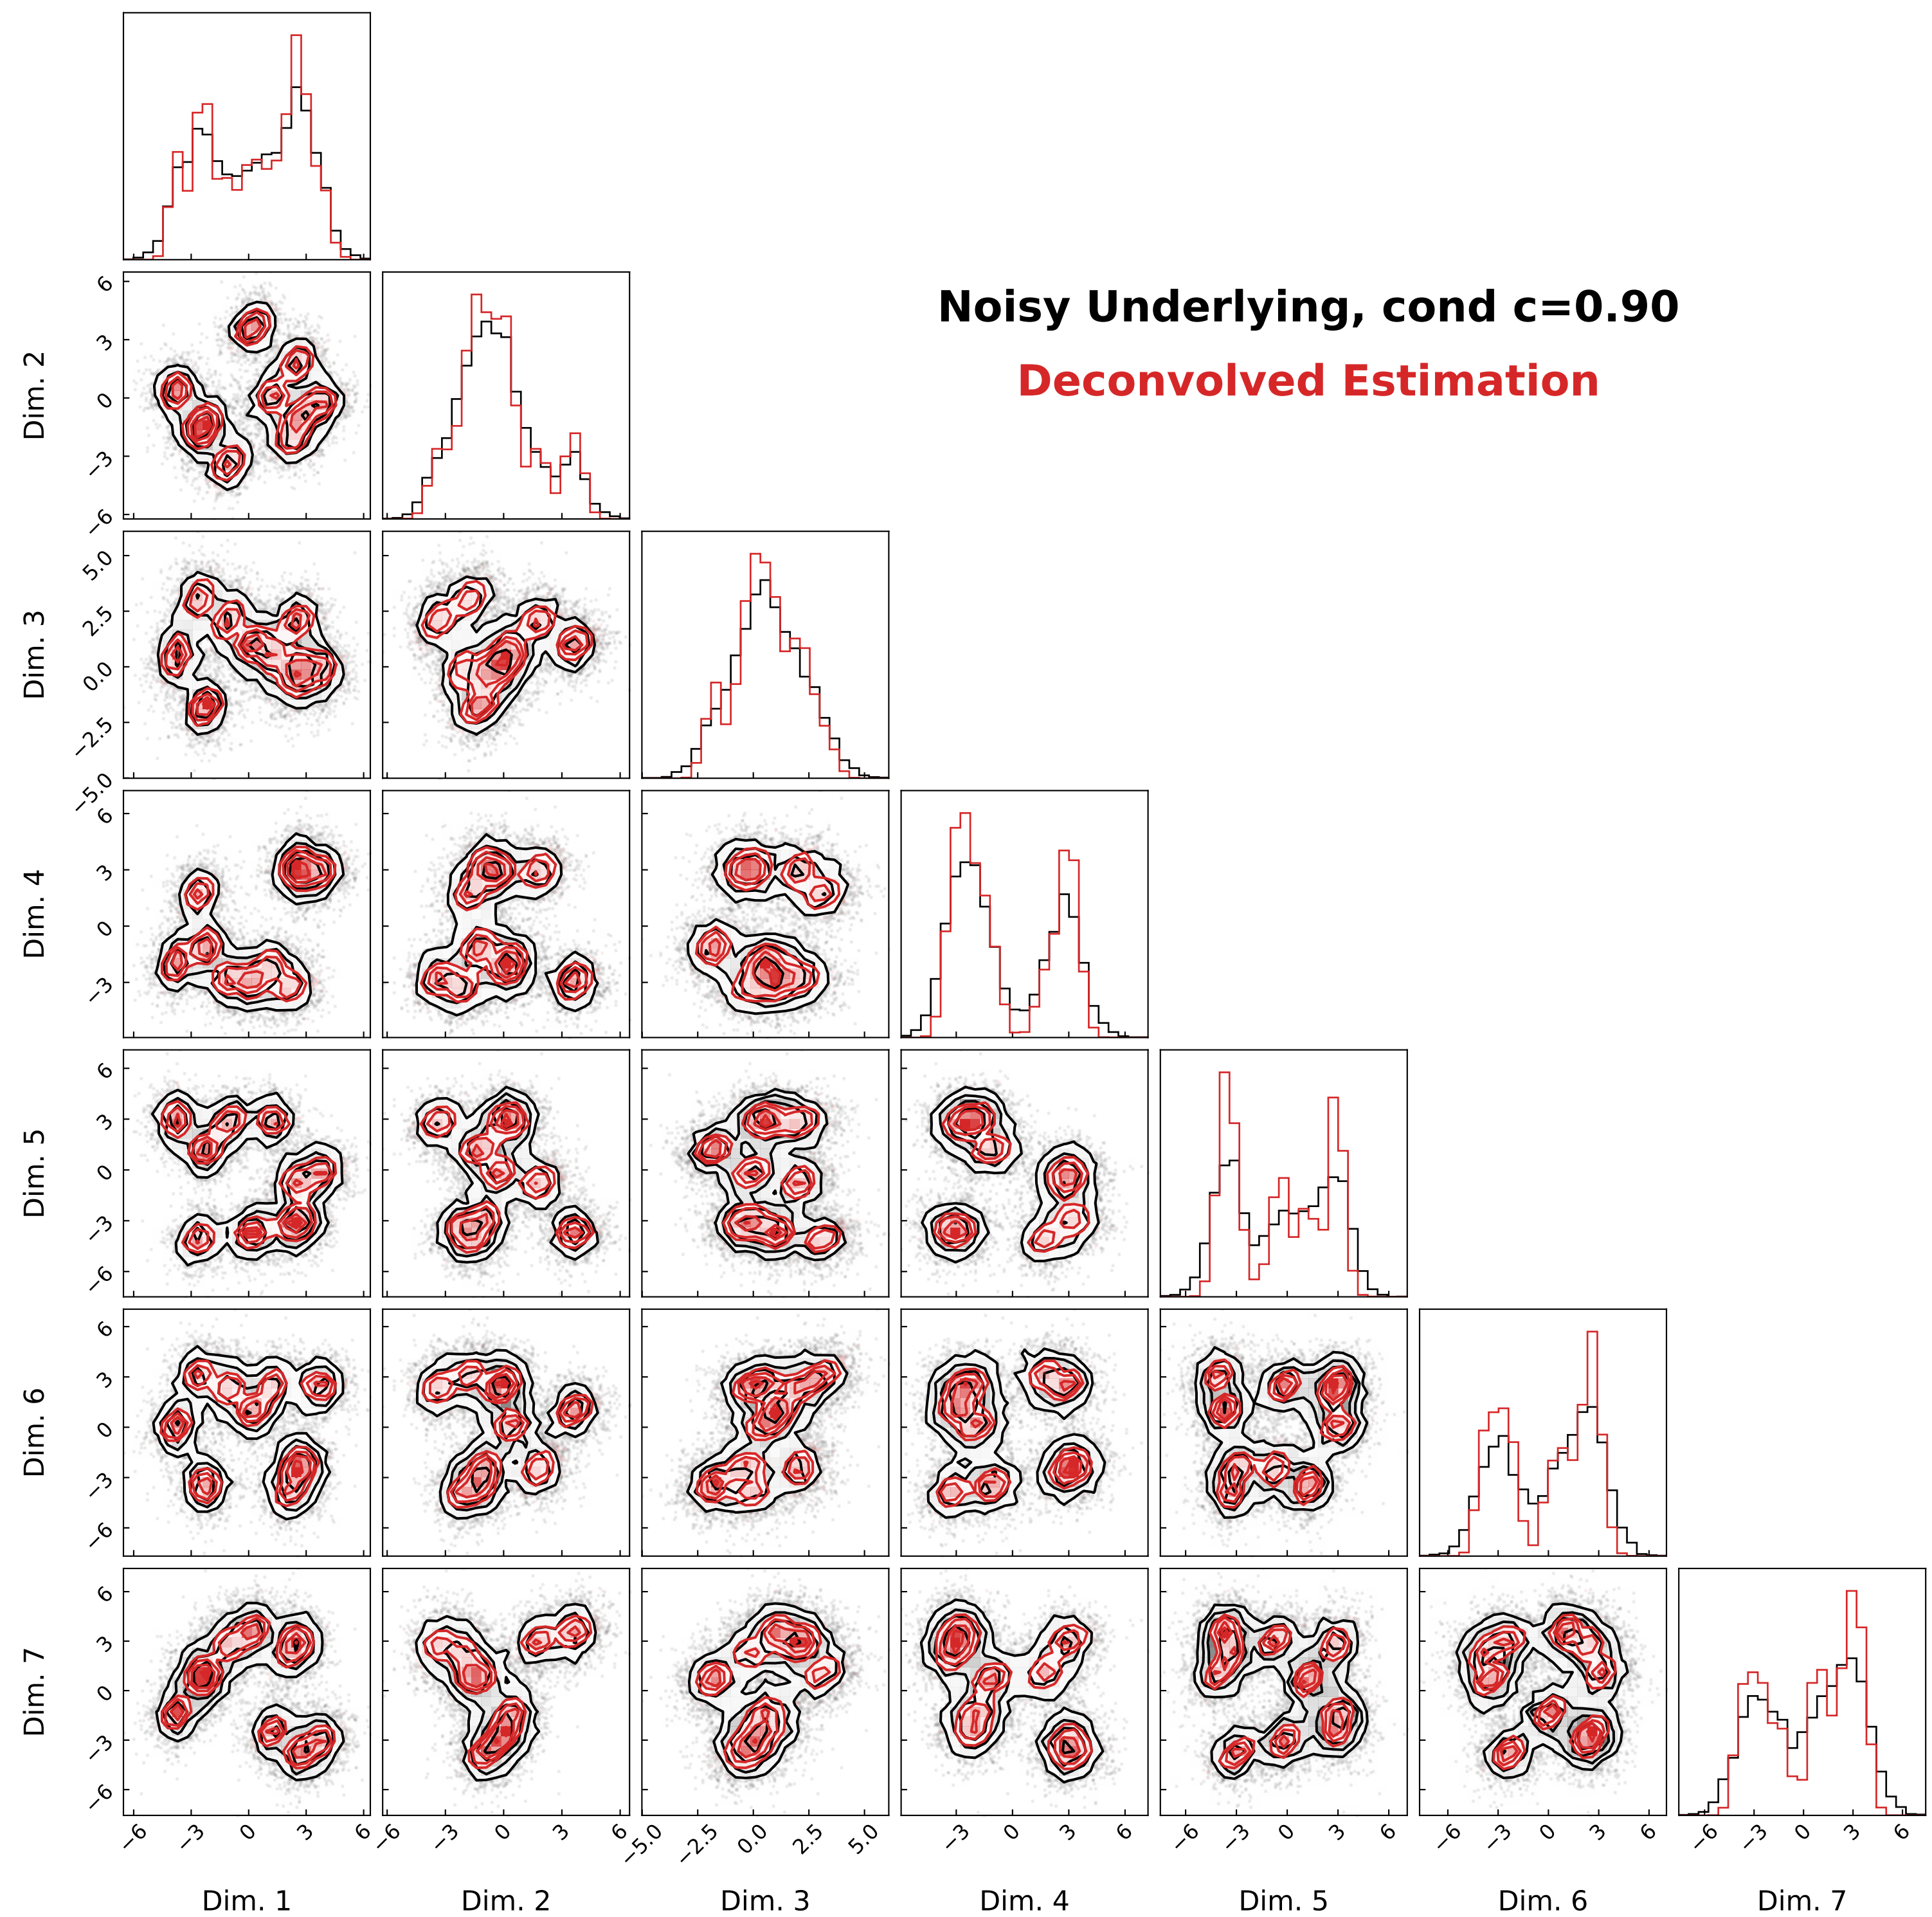 Noisy Underlying, cond c=0.90
Deconvolved Estimation
6
3
0
−3
−6
Dim. 2
5.0
2.5
0.0
−2.5
−5.0
Dim. 3
6
3
0
−3
Dim. 4
6
3
0
−3
−6
Dim. 5
6
3
0
−3
−6
Dim. 6
6
3
0
−3
−6
Dim. 7
−6 −3 0 3 6 −6 −3 0 3 6 −5.0 −2.5 0.0 2.5 5.0 −3 0 3 6 −6 −3 0 3 6 −6 −3 0 3 6 −6 −3 0 3 6
Dim. 1 Dim. 2 Dim. 3 Dim. 4 Dim. 5 Dim. 6 Dim. 7